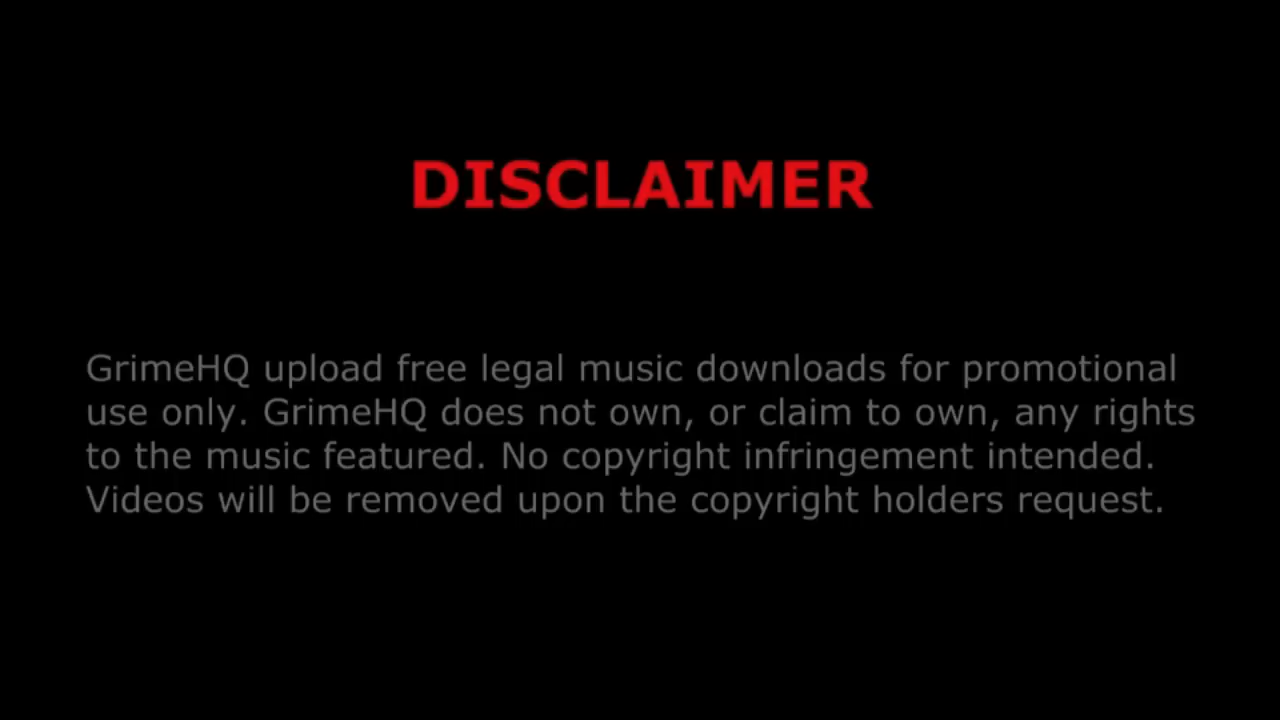 DISCLAIMER
GrimeHQ upload free legal music downloads for promotional
use only. GrimeHQ does not own, or claim to own, any rights
to the music featured. No copyright infringement intended.
Videos will be removed upon the copyright holders request.